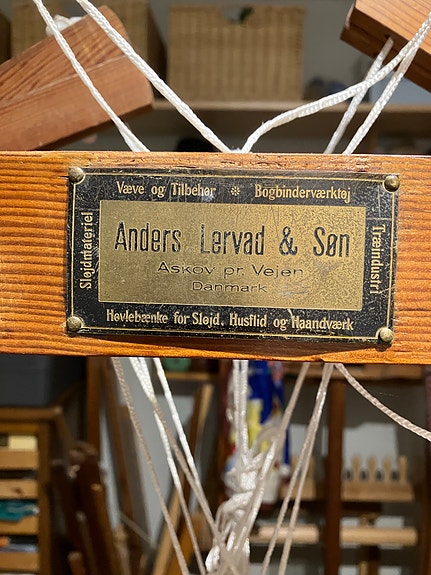 Væve og Tilbehør ❊ Bogbinderværktøj
Sløjdmateriel
Anders Lervad & Søn
Askov pr. Vejen
Danmark
Træindustri
Høvlebænke for Sløjd, Husflid og Haandværk